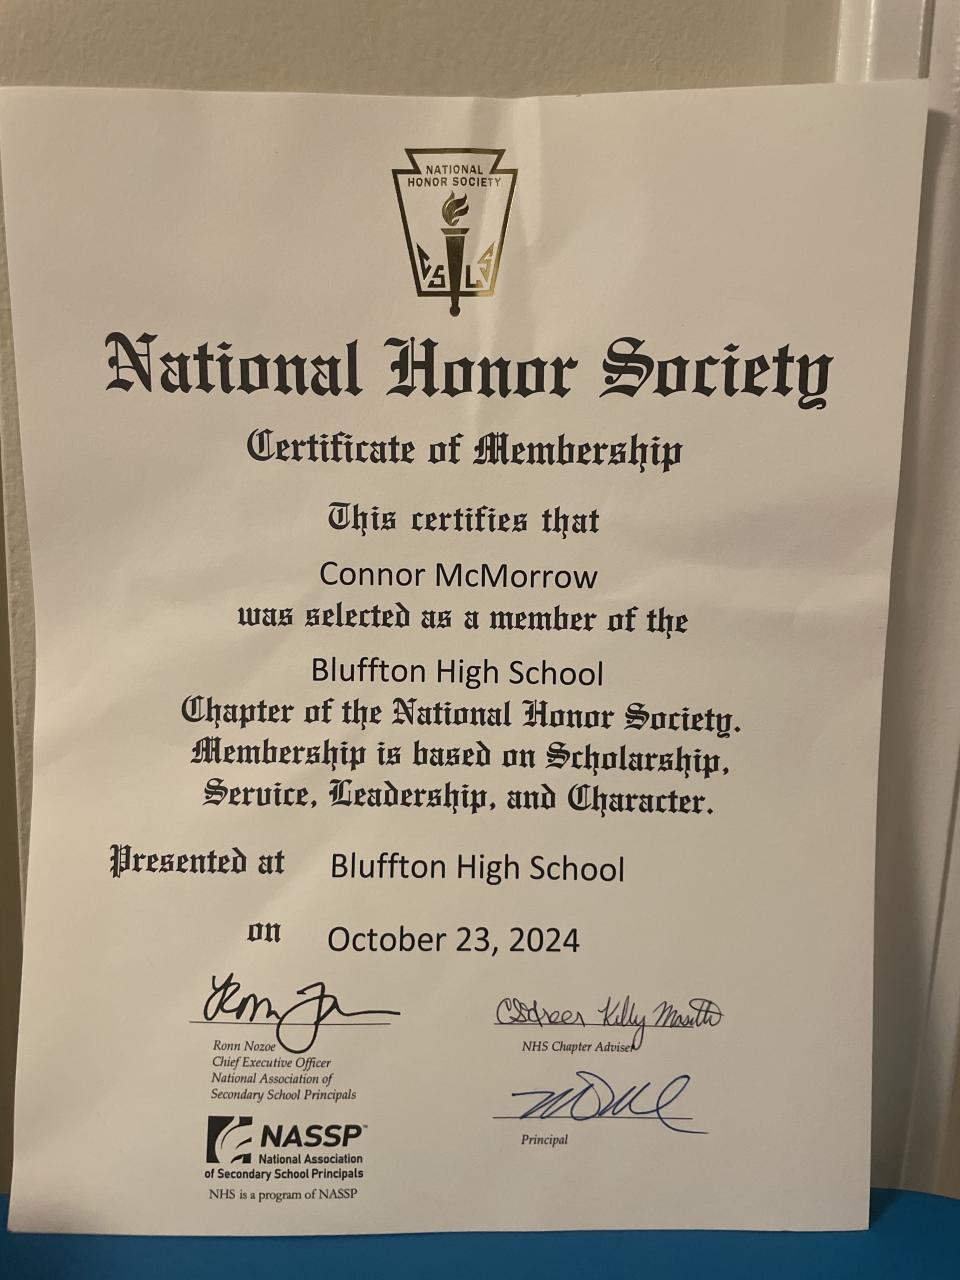 NATIONAL
HONOR SOCIETY
C S L S
National Honor Society
Certificate of Membership
This certifies that
Connor McMorrow
was selected as a member of the
Bluffton High School
Chapter of the National Honor Society.
Membership is based on Scholarship,
Service, Leadership, and Character.
Presented at Bluffton High School
on October 23, 2024
Kelly
Ronn Nozoe
Chief Executive Officer
National Association of
Secondary School Principals
NHS Chapter Adviser
Principal
NASSP™
National Association
of Secondary School Principals
NHS is a program of NASSP